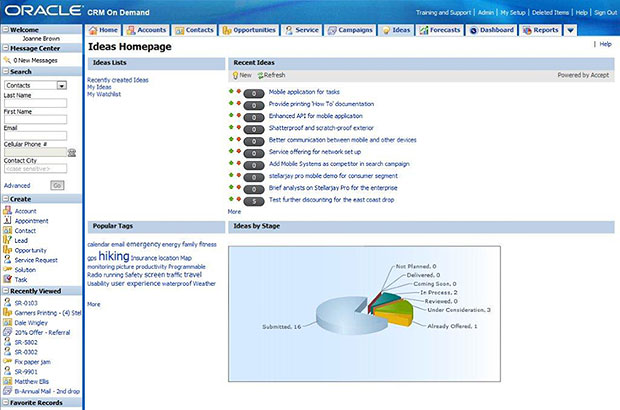 ORACLE CRM On Demand
Training and Support | Admin | My Setup | Deleted Items | Help | Sign Out
Home Accounts Contacts Opportunities Service Campaigns Ideas Forecasts Dashboard Reports
Welcome
Joanne Brown
Message Center
0 New Messages
Search
Contacts
Last Name
First Name
Email
Cellular Phone #
Contact City
<case sensitive>
Advanced Go
Create
Account
Appointment
Contact
Lead
Opportunity
Service Request
Solution
Task
Recently Viewed
SR-0103
Garners Printing - (4) Stel
Dale Wrigley
20% Offer - Referral
SR-5802
SR-0302
Fix paper jam
SR-9901
Matthew Ellis
Bi-Annual Mail - 2nd drop
Favorite Records
Ideas Homepage
| Help
Ideas Lists
Recently created Ideas
My Ideas
My Watchlist
Recent Ideas
New Refresh Powered by Accept
0 Mobile application for tasks
0 Provide printing 'How To' documentation
0 Enhanced API for mobile application
0 Shatterproof and scratch-proof exterior
0 Better communication between mobile and other devices
0 Service offering for network set up
0 Add Mobile Systems as competitor in search campaign
0 stellarjay pro mobile demo for consumer segment
0 Brief analysts on Stellarjay Pro for the enterprise
5 Test further discounting for the east coast drop
More
Popular Tags
calendar email emergency energy family fitness
gps hiking Insurance location Map
monitoring picture productivity Programmable
Radio running Safety screen traffic travel
Usability user experience waterproof Weather
More
Ideas by Stage
Not Planned, 0
Delivered, 0
Coming Soon, 0
In Process, 2
Reviewed, 0
Under Consideration, 3
Already Offered, 1
Submitted, 16